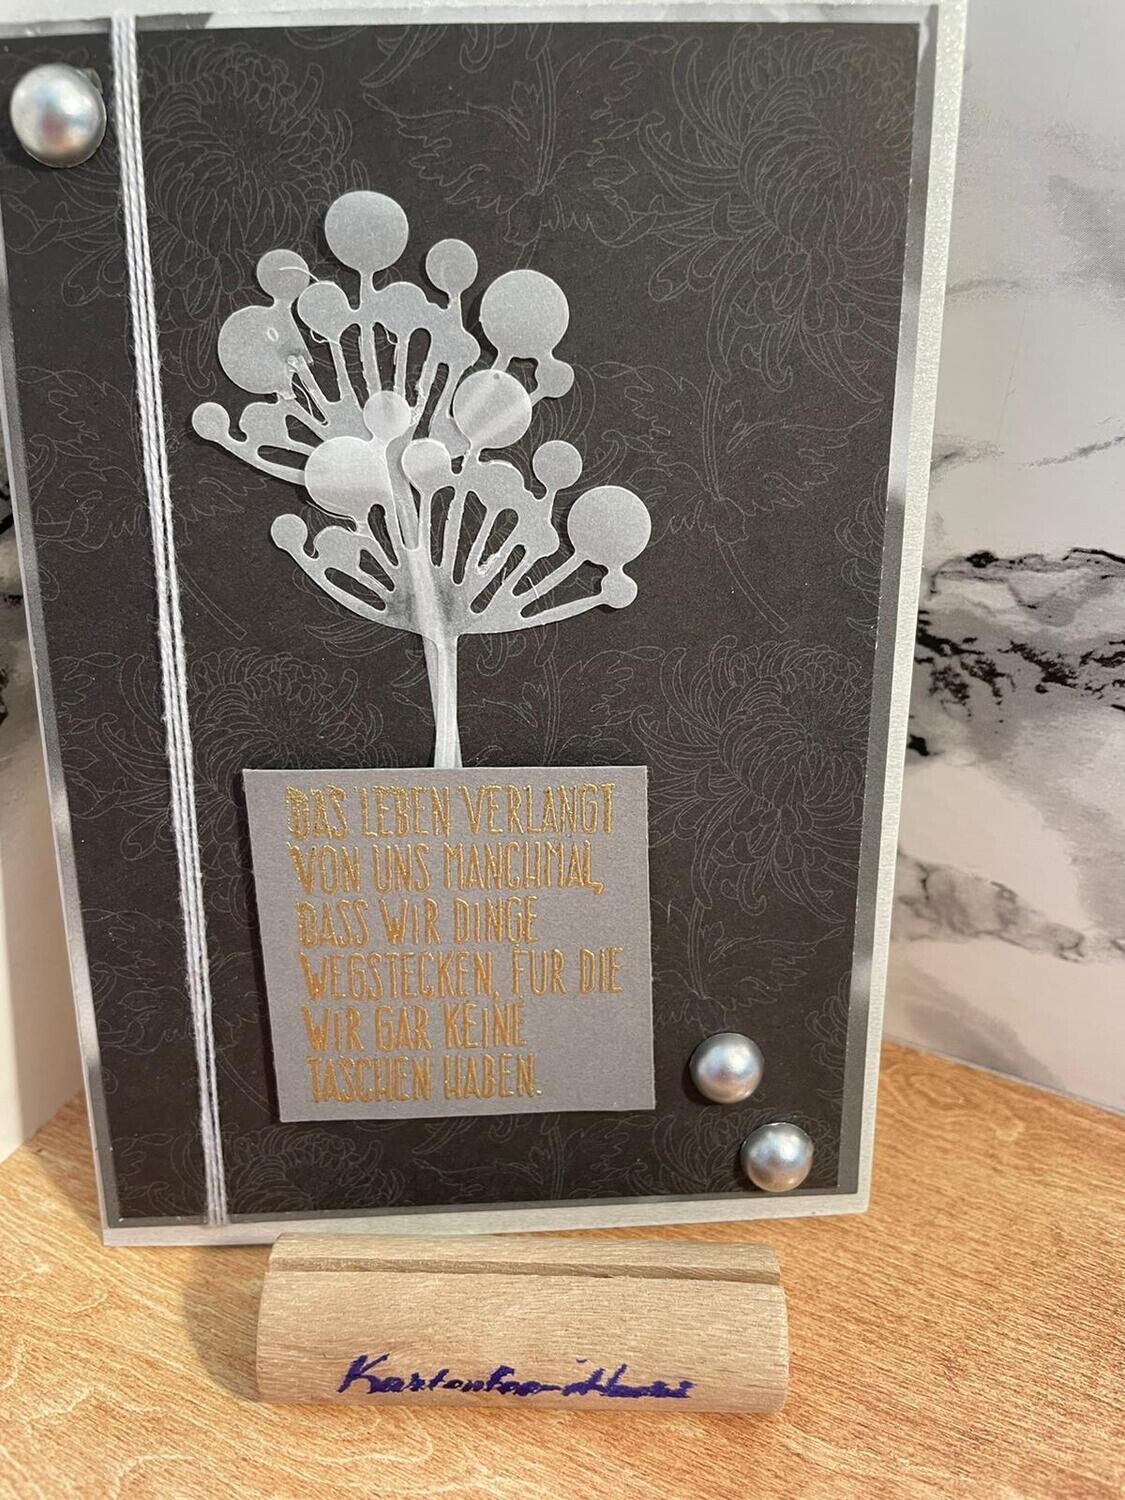 DAS LEBEN VERLANGT
VON UNS MANCHMAL,
DASS WIR DINGE
WEGSTECKEN, FÜR DIE
WIR GAR KEINE
TASCHEN HABEN.